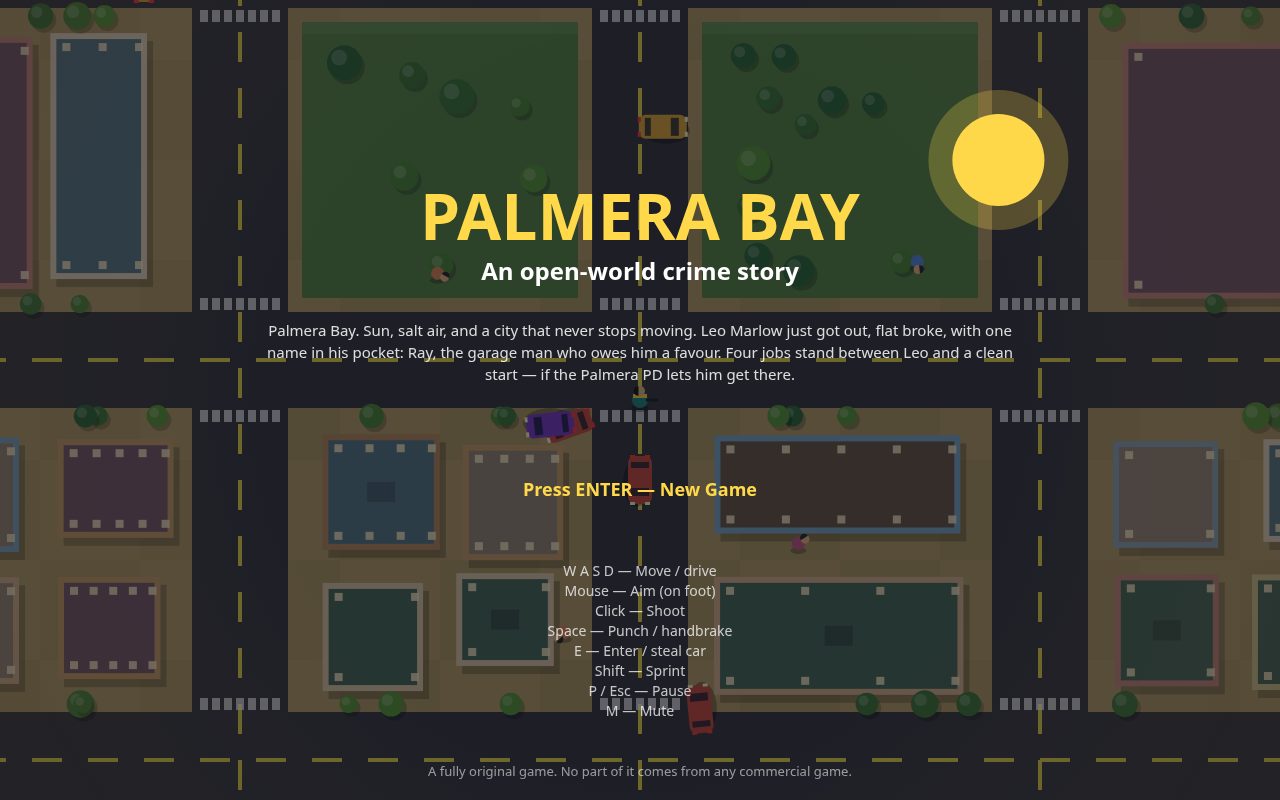 PALMERA BAY
An open-world crime story
Palmera Bay. Sun, salt air, and a city that never stops moving. Leo Marlow just got out, flat broke, with one
name in his pocket: Ray, the garage man who owes him a favour. Four jobs stand between Leo and a clean
start — if the Palmera PD lets him get there.
Press ENTER — New Game
W A S D — Move / drive
Mouse — Aim (on foot)
Click — Shoot
Space — Punch / handbrake
E — Enter / steal car
Shift — Sprint
P / Esc — Pause
M — Mute
A fully original game. No part of it comes from any commercial game.